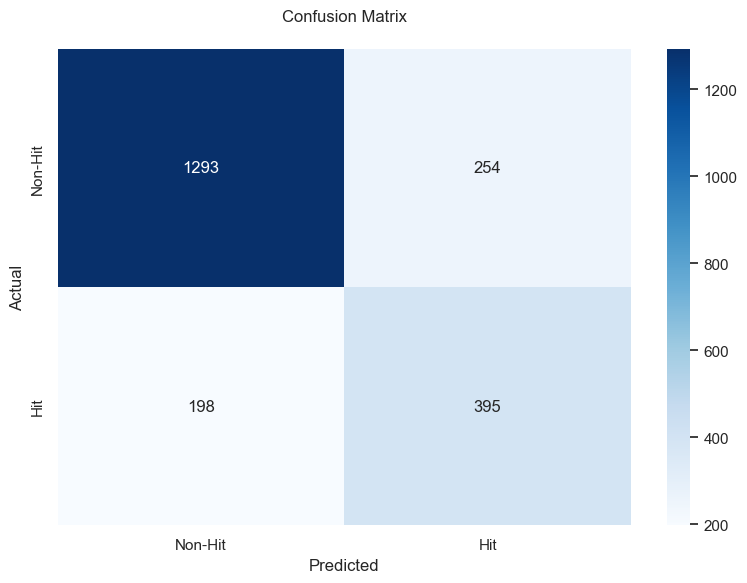 Confusion Matrix
Actual
Non-Hit
Hit
1293
254
198
395
Non-Hit
Hit
Predicted
1200
1000
800
600
400
200